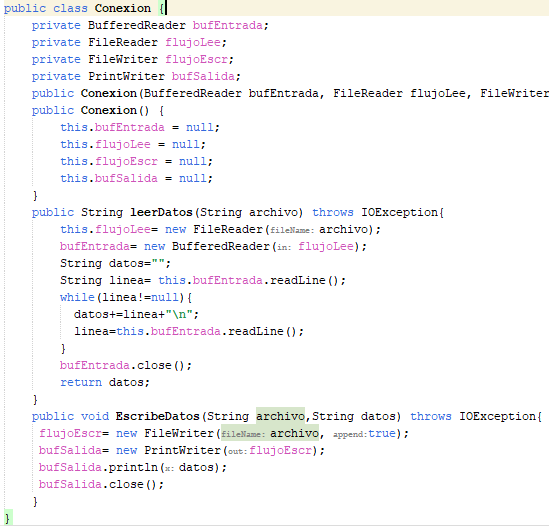 public class Conexion {
private BufferedReader bufEntrada;
private FileReader flujoLee;
private FileWriter flujoEscr;
private PrintWriter bufSalida;
public Conexion(BufferedReader bufEntrada, FileReader flujoLee, FileWriter
public Conexion() {
this.bufEntrada = null;
this.flujoLee = null;
this.flujoEscr = null;
this.bufSalida = null;
}
public String leerDatos(String archivo) throws IOException{
this.flujoLee= new FileReader(fileName: archivo);
bufEntrada= new BufferedReader(in: flujoLee);
String datos="";
String linea= this.bufEntrada.readLine();
while(linea!=null){
datos+=linea+"\n";
linea=this.bufEntrada.readLine();
}
bufEntrada.close();
return datos;
}
public void EscribeDatos(String archivo,String datos) throws IOException{
flujoEscr= new FileWriter(fileName: archivo, append:true);
bufSalida= new PrintWriter(out:flujoEscr);
bufSalida.println(x: datos);
bufSalida.close();
}
}